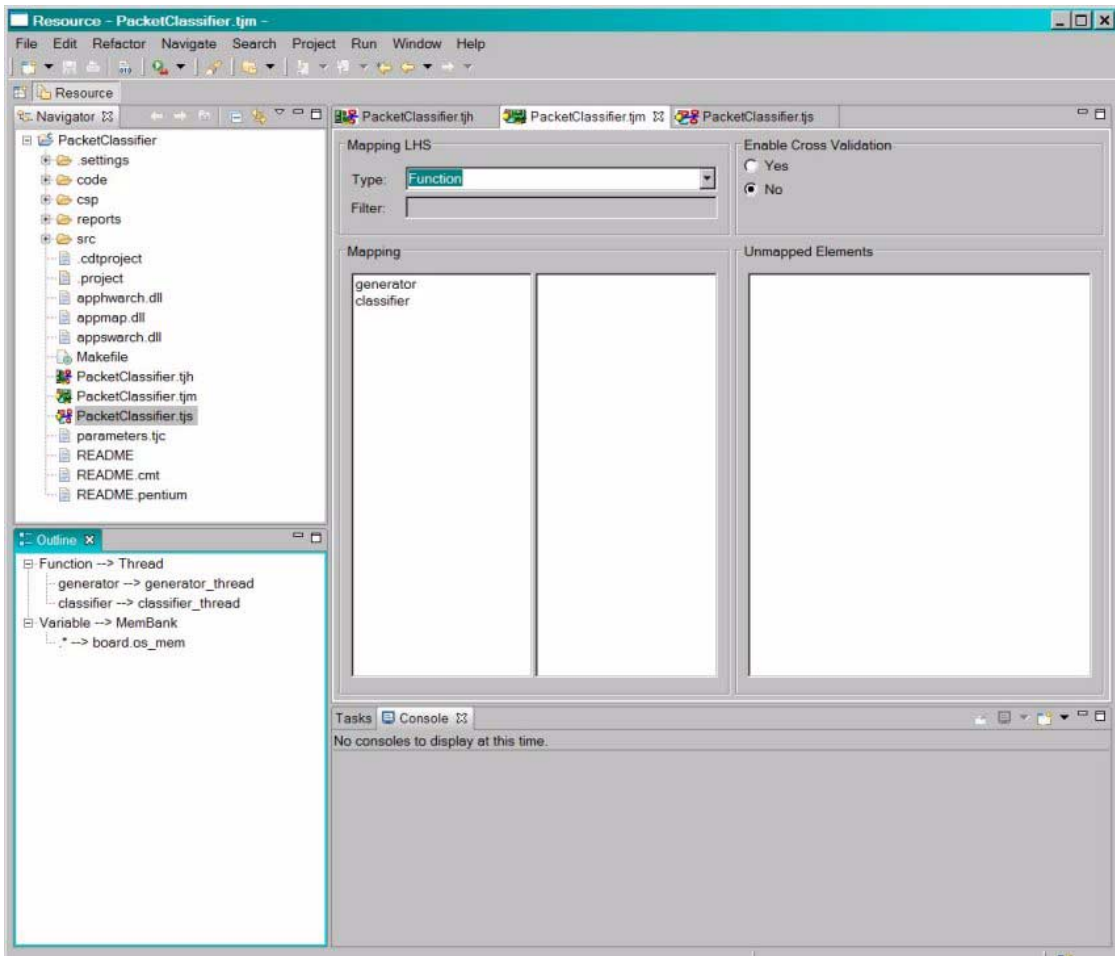 Resource - PacketClassifier.tjm -
File Edit Refactor Navigate Search Project Run Window Help
Resource
Navigator
PacketClassifier
.settings
code
csp
reports
src
.cdtproject
.project
apphwarch.dll
appmap.dll
appswarch.dll
Makefile
PacketClassifier.tjh
PacketClassifier.tjm
PacketClassifier.tjs
parameters.tjc
README
README.cmt
README.pentium
Outline
Function --> Thread
generator --> generator_thread
classifier --> classifier_thread
Variable --> MemBank
.* --> board.os_mem
PacketClassifier.tjh PacketClassifier.tjm PacketClassifier.tjs
Mapping LHS
Type: Function
Filter:
Enable Cross Validation
Yes
No
Mapping
generator
classifier
Unmapped Elements
Tasks Console
No consoles to display at this time.